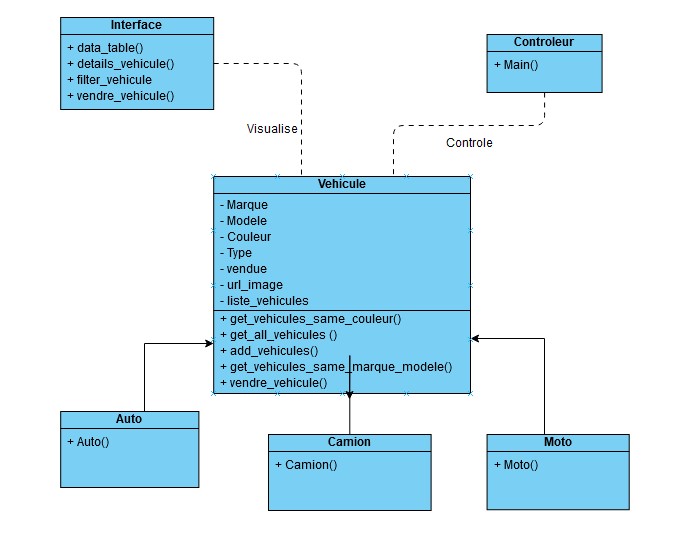 Interface
+ data_table()
+ details_vehicule()
+ filter_vehicule
+ vendre_vehicule()
Controleur
+ Main()
Visualise
Controle
Vehicule
- Marque
- Modele
- Couleur
- Type
- vendue
- url_image
- liste_vehicules
+ get_vehicules_same_couleur()
+ get_all_vehicules ()
+ add_vehicules()
+ get_vehicules_same_marque_modele()
+ vendre_vehicule()
Auto
+ Auto()
Camion
+ Camion()
Moto
+ Moto()